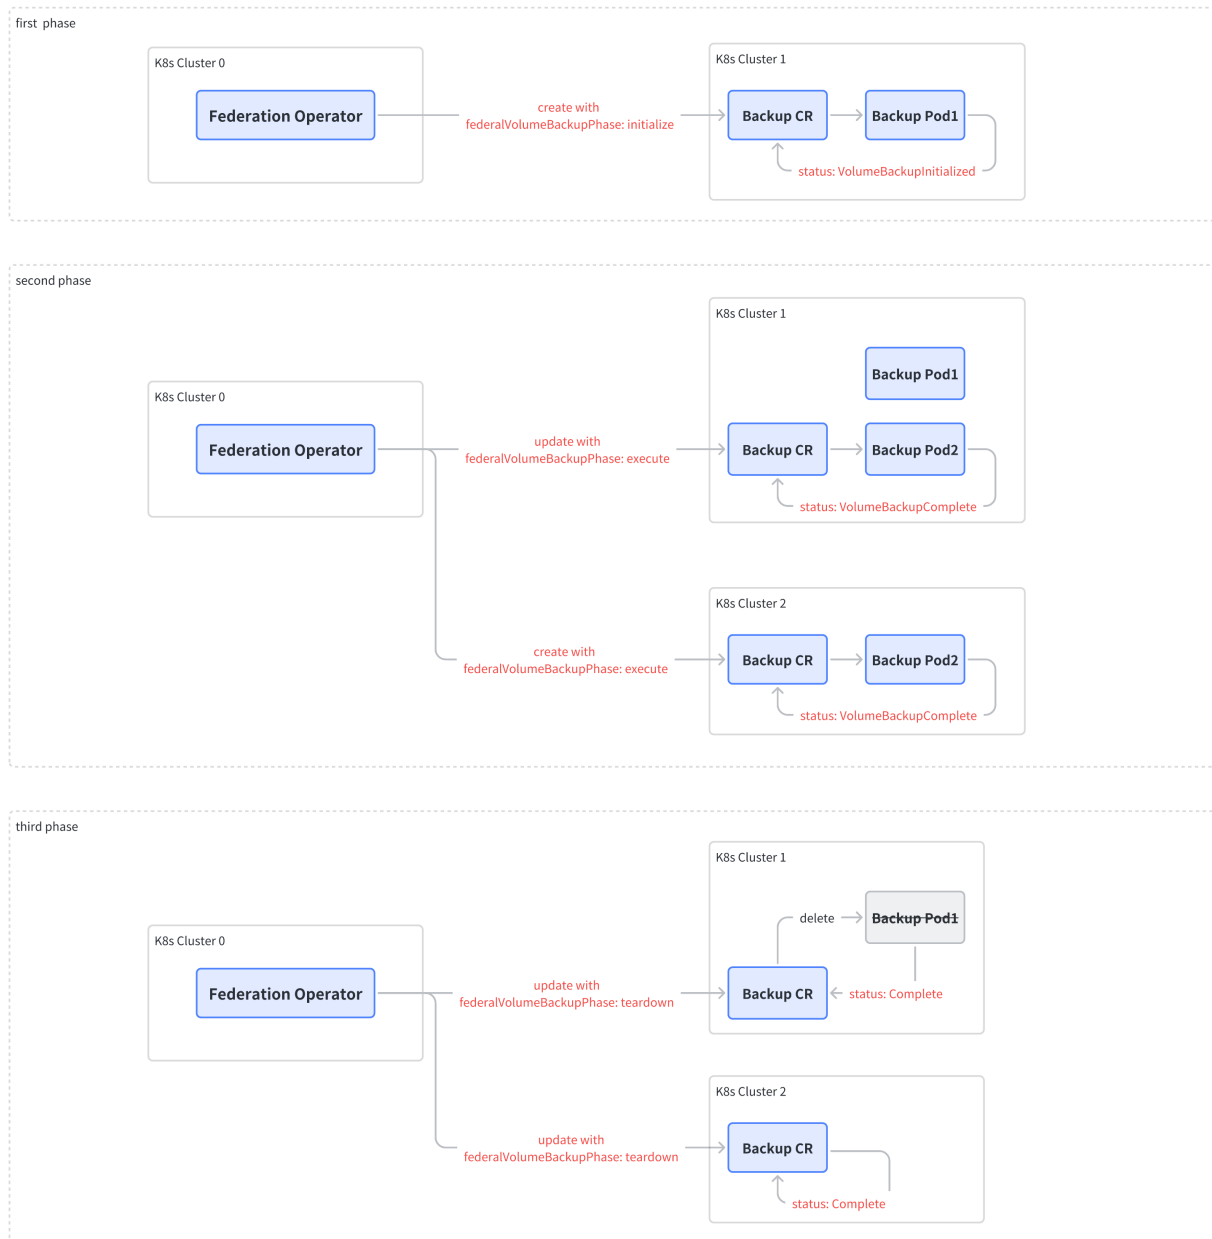 first  phase
K8s Cluster 0
Federation Operator
create with
federalVolumeBackupPhase: initialize
K8s Cluster 1
Backup CR
Backup Pod1
status: VolumeBackupInitialized
second phase
K8s Cluster 0
Federation Operator
update with
federalVolumeBackupPhase: execute
K8s Cluster 1
Backup Pod1
Backup CR
Backup Pod2
status: VolumeBackupComplete
create with
federalVolumeBackupPhase: execute
K8s Cluster 2
Backup CR
Backup Pod2
status: VolumeBackupComplete
third phase
K8s Cluster 0
Federation Operator
update with
federalVolumeBackupPhase: teardown
K8s Cluster 1
delete
Backup Pod1
Backup CR
status: Complete
update with
federalVolumeBackupPhase: teardown
K8s Cluster 2
Backup CR
status: Complete